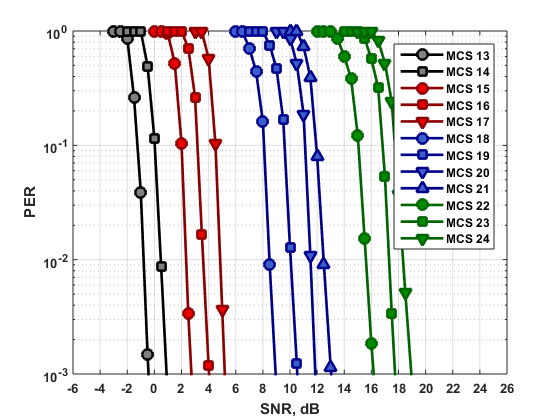 10^0
10^-1
10^-2
10^-3
PER
-6 -4 -2 0 2 4 6 8 10 12 14 16 18 20 22 24 26
SNR, dB
MCS 13
MCS 14
MCS 15
MCS 16
MCS 17
MCS 18
MCS 19
MCS 20
MCS 21
MCS 22
MCS 23
MCS 24